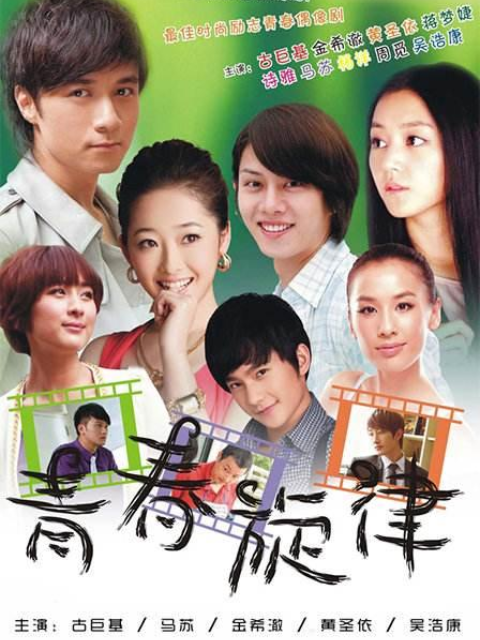 最佳时尚励志青春偶像剧
主演：古巨基 金希澈 黄圣依 蒋梦婕
诗雅 马苏 杨洋 周觅 吴浩康
青春旋律
主演：古巨基 / 马苏 / 金希澈 / 黄圣依 / 吴浩康